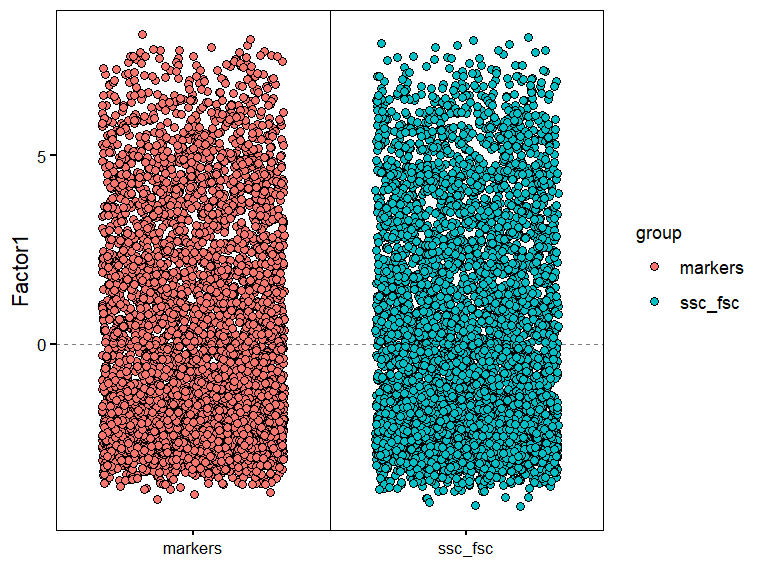 Factor1
5
0
markers
ssc_fsc
group
markers
ssc_fsc